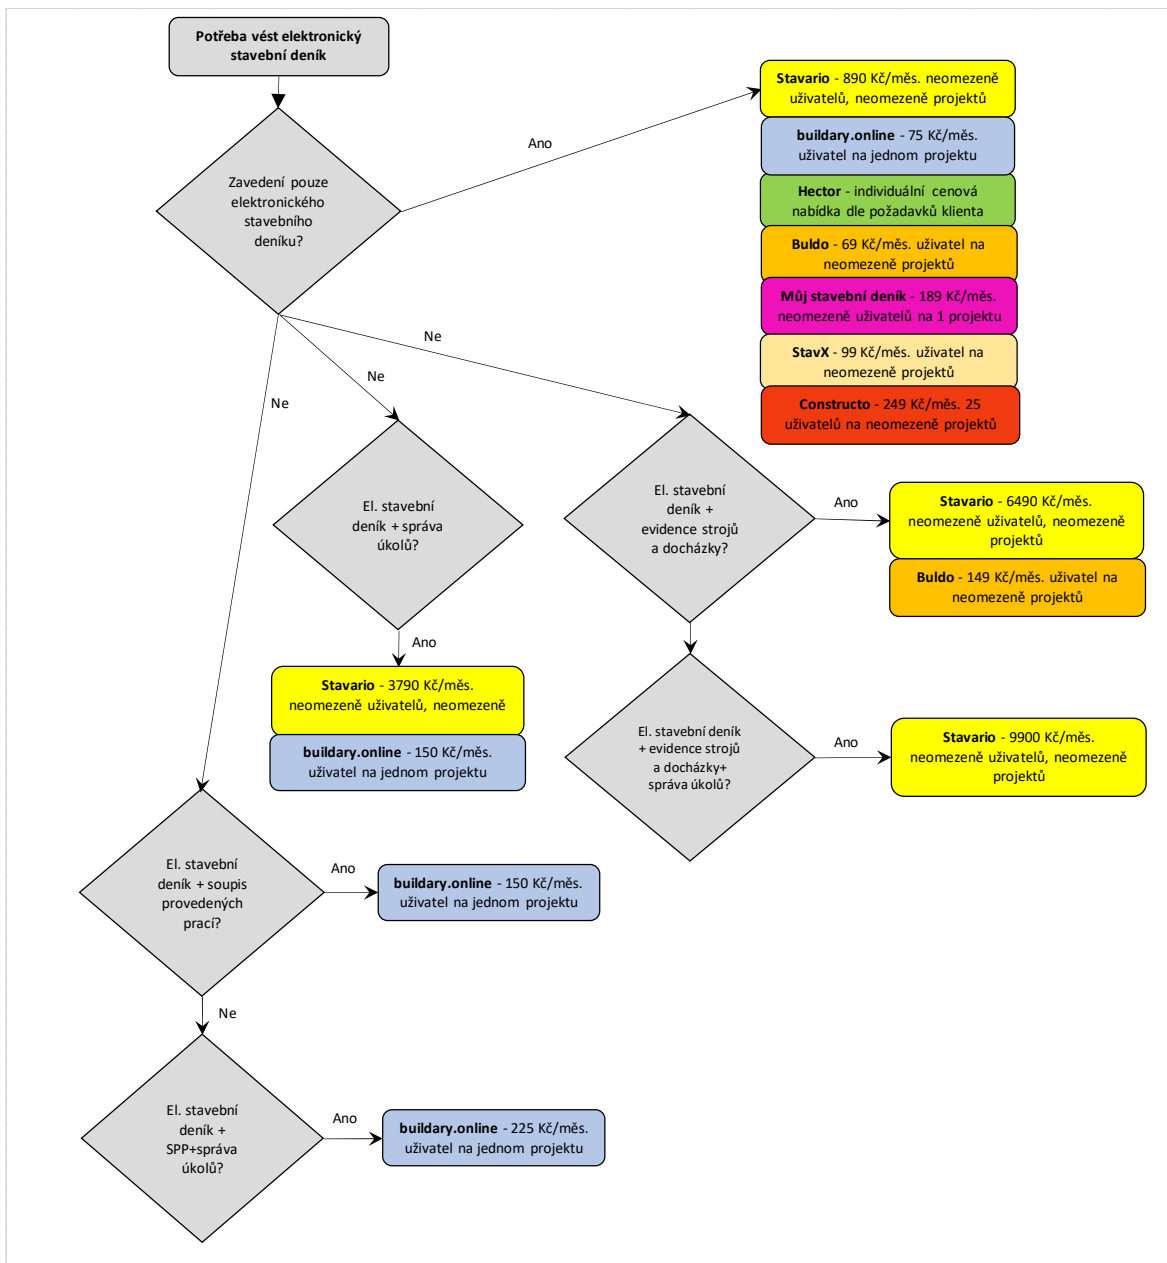 Potřeba vést elektronický
stavební deník
Zavedení pouze
elektronického
stavebního
deníku?
Ano
Stavario - 890 Kč/měs. neomezeně
uživatelů, neomezeně projektů
buildary.online - 75 Kč/měs.
uživatel na jednom projektu
Hector - individuální cenová
nabídka dle požadavků klienta
Buldo - 69 Kč/měs. uživatel na
neomezeně projektů
Můj stavební deník - 189 Kč/měs.
neomezeně uživatelů na 1 projektu
StavX - 99 Kč/měs. uživatel na
neomezeně projektů
Constructo - 249 Kč/měs. 25
uživatelů na neomezeně projektů
Ne
Ne
Ne
El. stavební
deník + správa
úkolů?
Ano
Stavario - 3790 Kč/měs.
neomezeně uživatelů, neomezeně
buildary.online - 150 Kč/měs.
uživatel na jednom projektu
El. stavební
deník +
evidence strojů
a docházky?
Ano
Stavario - 6490 Kč/měs.
neomezeně uživatelů, neomezeně
projektů
Buldo - 149 Kč/měs. uživatel na
neomezeně projektů
El. stavební deník
+ evidence strojů
a docházky+
správa úkolů?
Ano
Stavario - 9900 Kč/měs.
neomezeně uživatelů, neomezeně
projektů
El. stavební
deník + soupis
provedených
prací?
Ano
buildary.online - 150 Kč/měs.
uživatel na jednom projektu
Ne
El. stavební
deník +
SPP+správa
úkolů?
Ano
buildary.online - 225 Kč/měs.
uživatel na jednom projektu